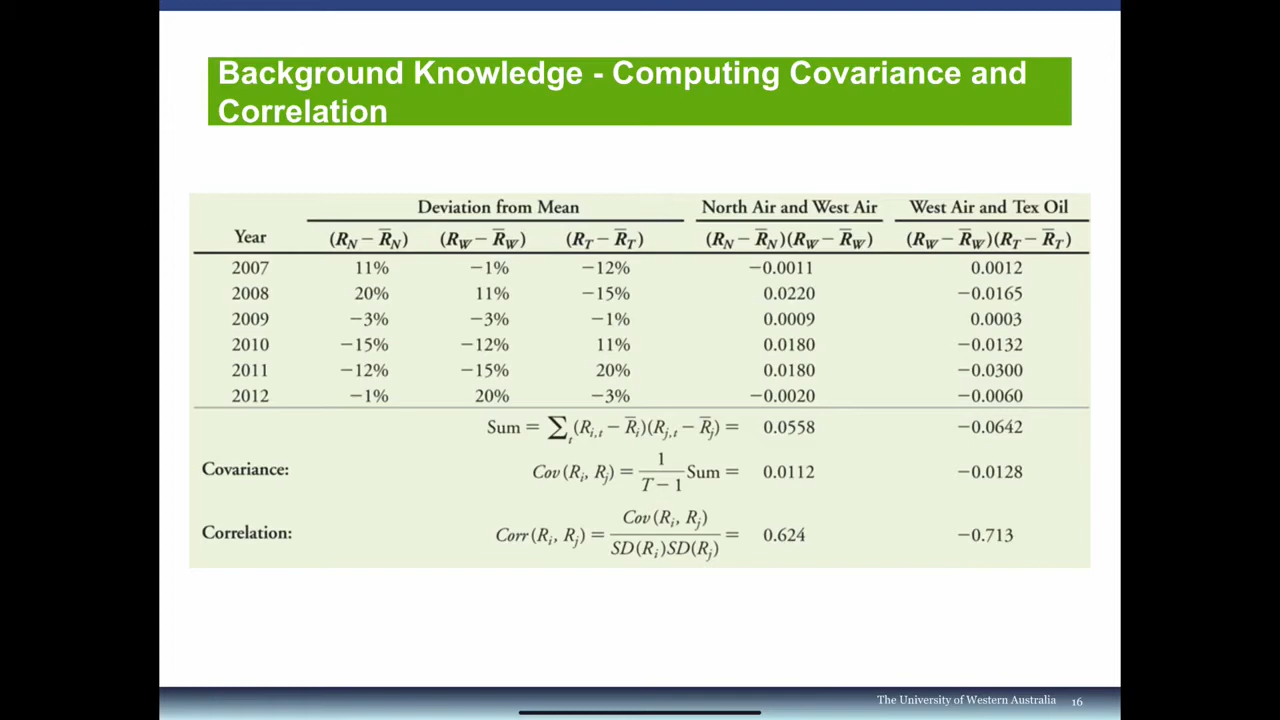 Background Knowledge - Computing Covariance and
Correlation
Deviation from Mean North Air and West Air West Air and Tex Oil
Year (R_N − R̅_N) (R_W − R̅_W) (R_T − R̅_T) (R_N − R̅_N)(R_W − R̅_W) (R_W − R̅_W)(R_T − R̅_T)
2007 11% −1% −12% −0.0011 0.0012
2008 20% 11% −15% 0.0220 −0.0165
2009 −3% −3% −1% 0.0009 0.0003
2010 −15% −12% 11% 0.0180 −0.0132
2011 −12% −15% 20% 0.0180 −0.0300
2012 −1% 20% −3% −0.0020 −0.0060
Sum = ∑_t (R_i,t − R̅_i)(R_j,t − R̅_j) = 0.0558 −0.0642
Covariance: Cov(R_i, R_j) = 1/(T − 1) Sum = 0.0112 −0.0128
Correlation: Corr(R_i, R_j) = Cov(R_i, R_j)/SD(R_i)SD(R_j) = 0.624 −0.713
The University of Western Australia 16